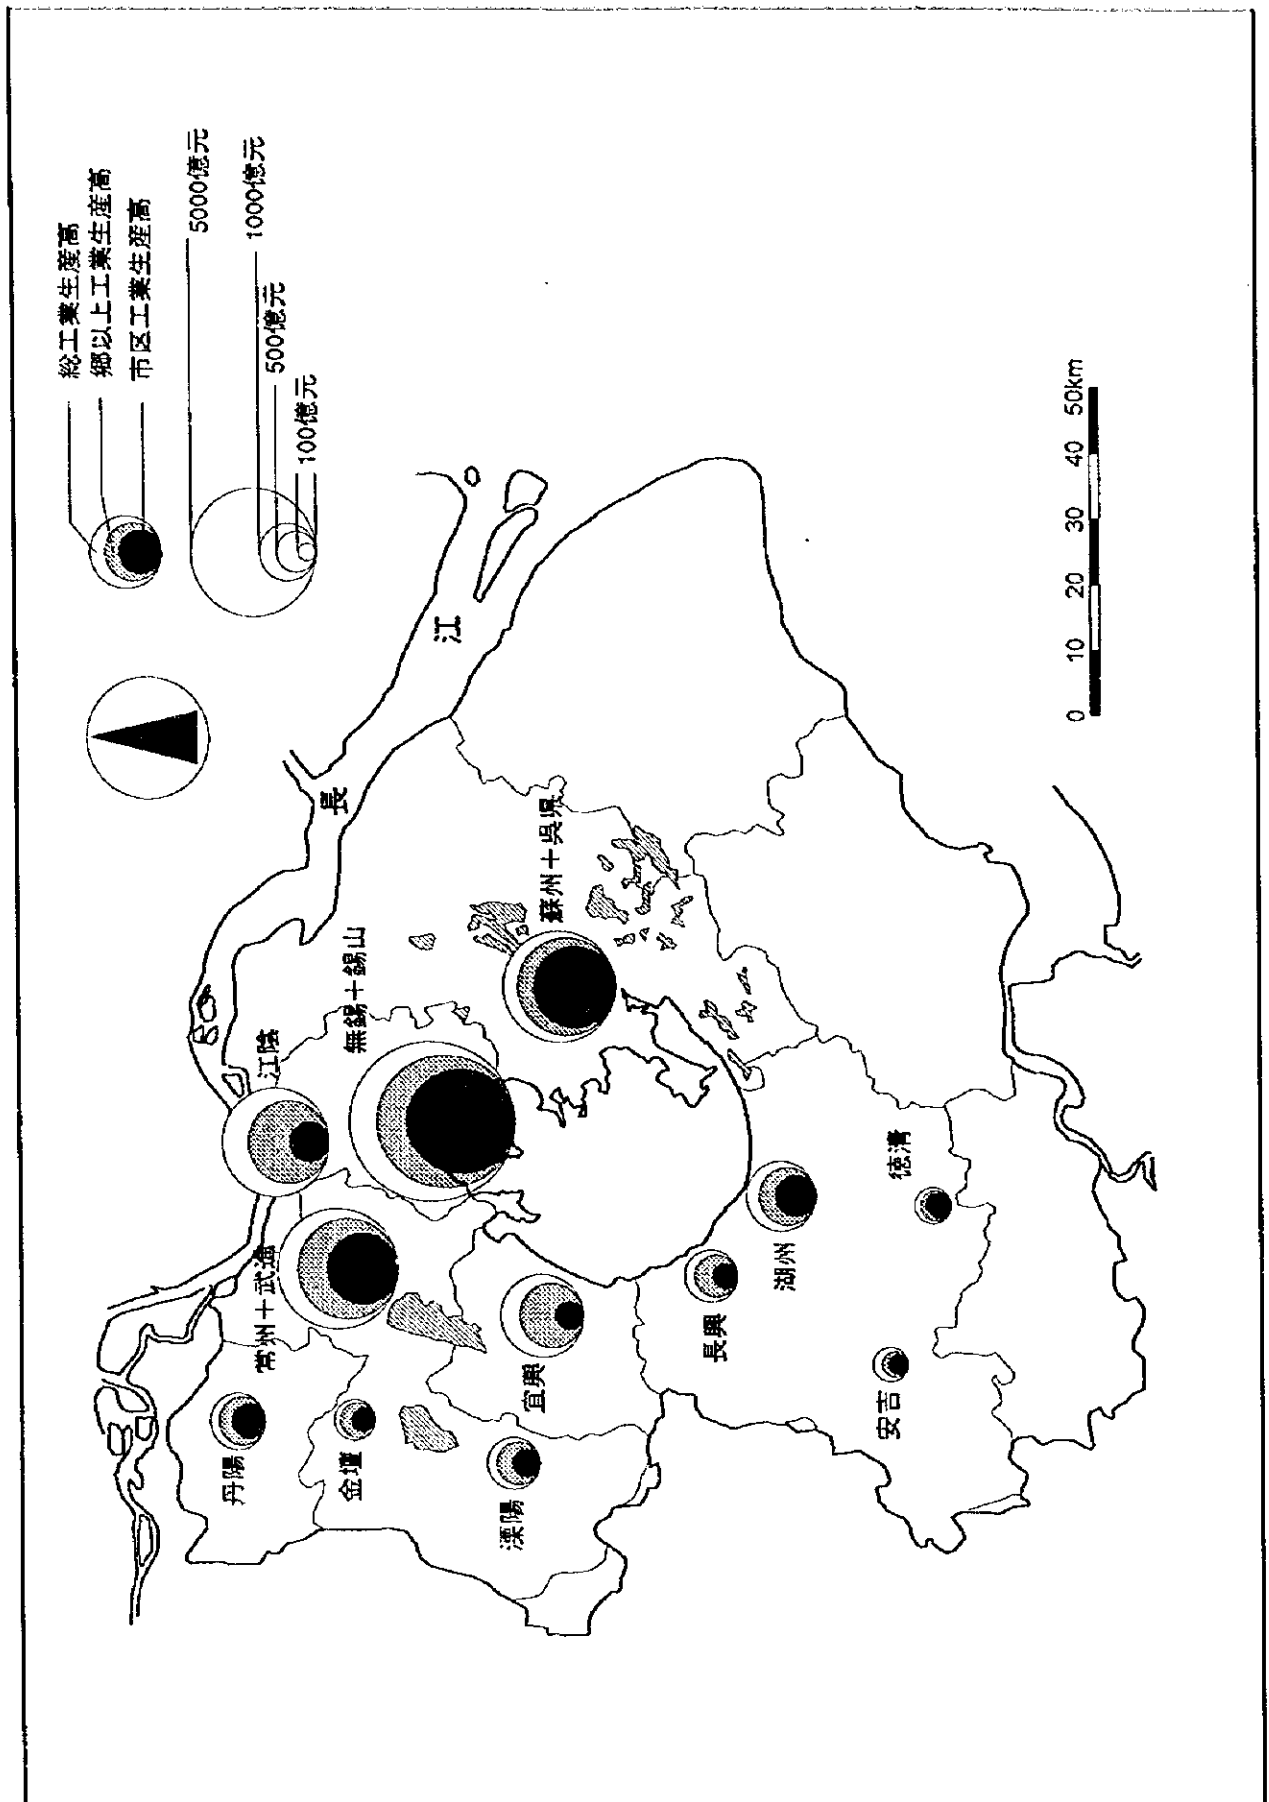 総工業生産高
郷以上工業生産高
市区工業生産高
5000億元
1000億元
500億元
100億元
長
江
江陰
無錫＋錫山
蘇州＋呉県
常州＋武進
丹陽
金壇
溧陽
宜興
長興
湖州
徳清
安吉
0 10 20 30 40 50km